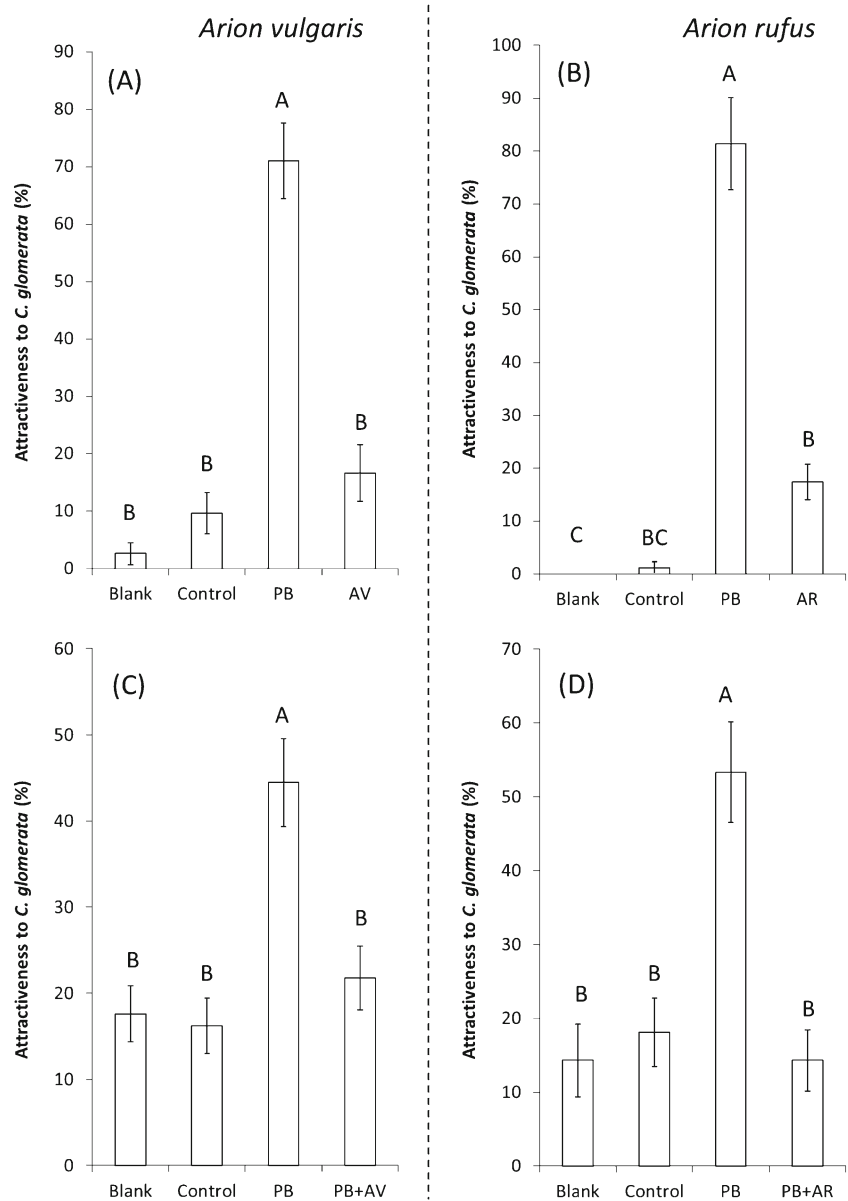 Arion vulgaris
Arion rufus
(A)
Attractiveness to C. glomerata (%)
90
80
70
60
50
40
30
20
10
0
B
B
A
B
Blank Control PB AV
(B)
Attractiveness to C. glomerata (%)
100
90
80
70
60
50
40
30
20
10
0
C
BC
A
B
Blank Control PB AR
(C)
Attractiveness to C. glomerata (%)
60
50
40
30
20
10
0
B
B
A
B
Blank Control PB PB+AV
(D)
Attractiveness to C. glomerata (%)
70
60
50
40
30
20
10
0
B
B
A
B
Blank Control PB PB+AR